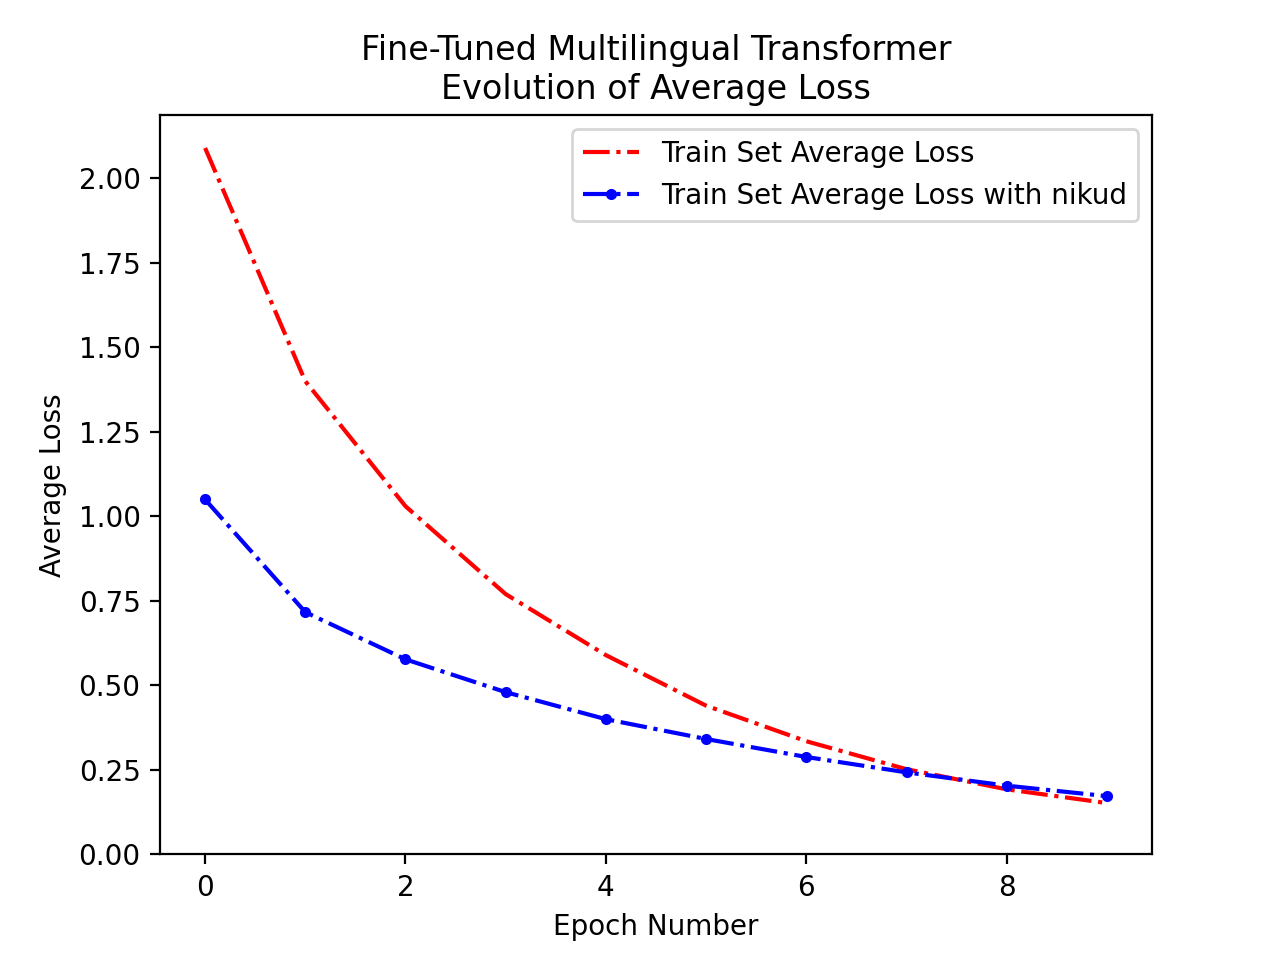 Fine-Tuned Multilingual Transformer
Evolution of Average Loss
Train Set Average Loss
Train Set Average Loss with nikud
2.00
1.75
1.50
1.25
1.00
0.75
0.50
0.25
0.00
Average Loss
0 2 4 6 8
Epoch Number